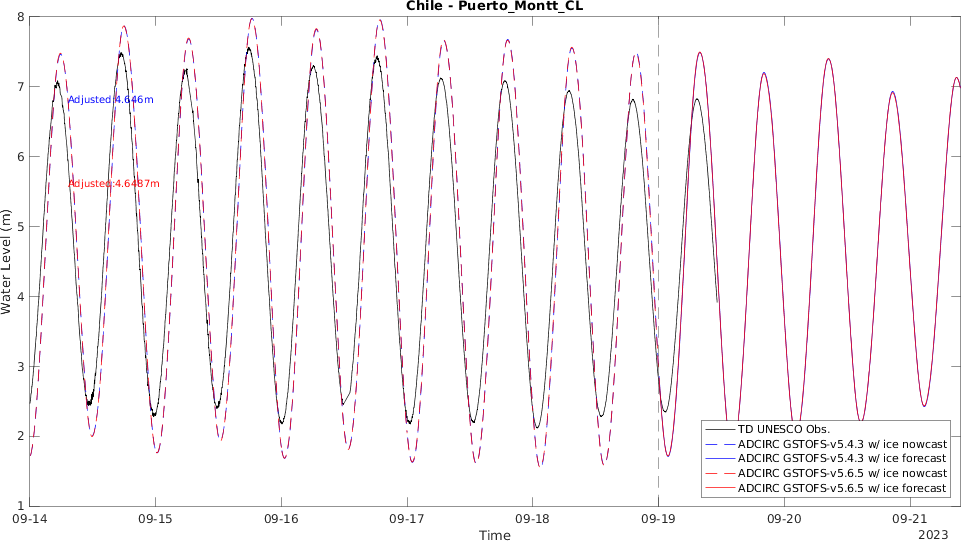 Chile - Puerto_Montt_CL
8
7
6
5
4
3
2
1
Water Level (m)
Adjusted:4.646m
Adjusted:4.6487m
TD UNESCO Obs.
ADCIRC GSTOFS-v5.4.3 w/ ice nowcast
ADCIRC GSTOFS-v5.4.3 w/ ice forecast
ADCIRC GSTOFS-v5.6.5 w/ ice nowcast
ADCIRC GSTOFS-v5.6.5 w/ ice forecast
09-14 09-15 09-16 09-17 09-18 09-19 09-20 09-21
Time
2023